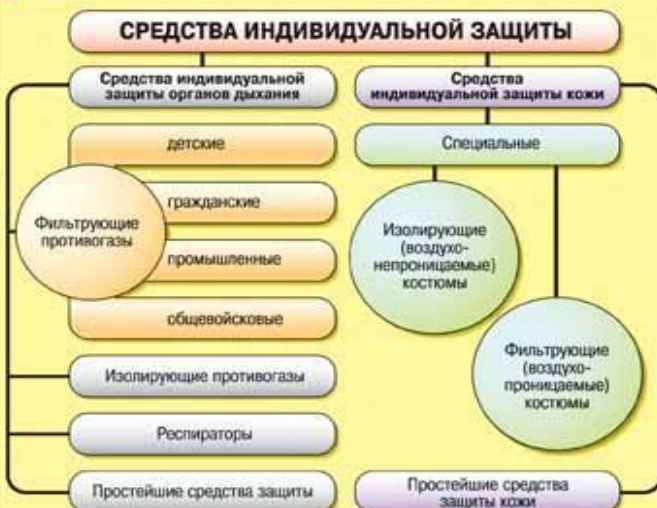 СРЕДСТВА ИНДИВИДУАЛЬНОЙ ЗАЩИТЫ
Средства индивидуальной
защиты органов дыхания
детские
гражданские
Фильтрующие
противогазы
промышленные
общевойсковые
Изолирующие противогазы
Респираторы
Простейшие средства защиты
Средства
индивидуальной защиты кожи
Специальные
Изолирующие
(воздухо-
непроницаемые)
костюмы
Фильтрующие
(воздухо-
проницаемые)
костюмы
Простейшие средства
защиты кожи